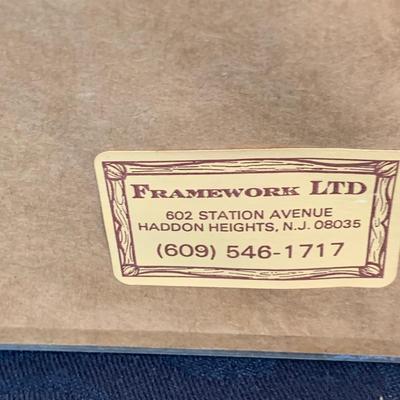 FRAMEWORK LTD
602 STATION AVENUE
HADDON HEIGHTS, N.J. 08035
(609) 546-1717